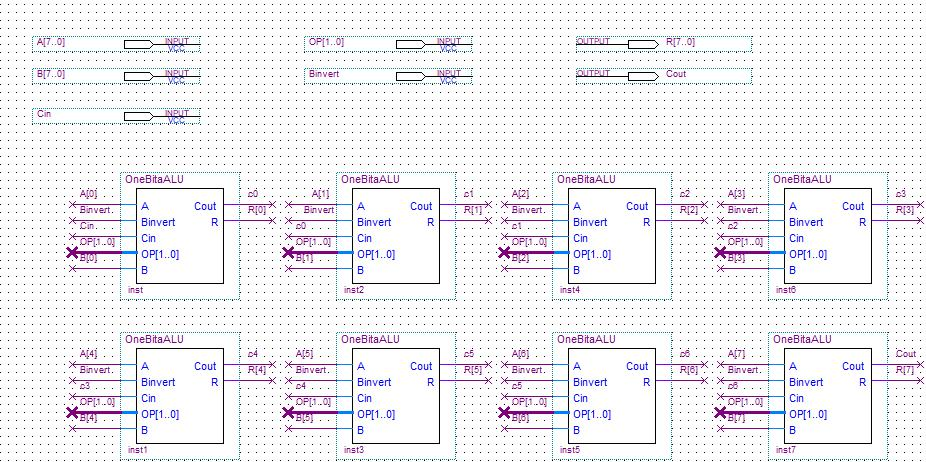 A[7..0] INPUT VCC OP[1..0] INPUT VCC OUTPUT R[7..0]
B[7..0] INPUT VCC Binvert INPUT VCC OUTPUT Cout
Cin INPUT VCC
OneBitaALU OneBitaALU OneBitaALU OneBitaALU
A[0] c0 A[1] c1 A[2] c2 A[3] c3
A Cout A Cout A Cout A Cout
Binvert R[0] Binvert R[1] Binvert R[2] Binvert R[3]
Binvert R Binvert R Binvert R Binvert R
Cin c0 c1 c2
Cin Cin Cin Cin
OP[1..0] OP[1..0] OP[1..0] OP[1..0]
OP[1..0] OP[1..0] OP[1..0] OP[1..0]
B[0] B[1] B[2] B[3]
B B B B
inst inst2 inst4 inst6
OneBitaALU OneBitaALU OneBitaALU OneBitaALU
A[4] c4 A[5] c5 A[6] c6 A[7] Cout
A Cout A Cout A Cout A Cout
Binvert R[4] Binvert R[5] Binvert R[6] Binvert R[7]
Binvert R Binvert R Binvert R Binvert R
c3 c4 c5 c6
Cin Cin Cin Cin
OP[1..0] OP[1..0] OP[1..0] OP[1..0]
OP[1..0] OP[1..0] OP[1..0] OP[1..0]
B[4] B[5] B[6] B[7]
B B B B
inst1 inst3 inst5 inst7